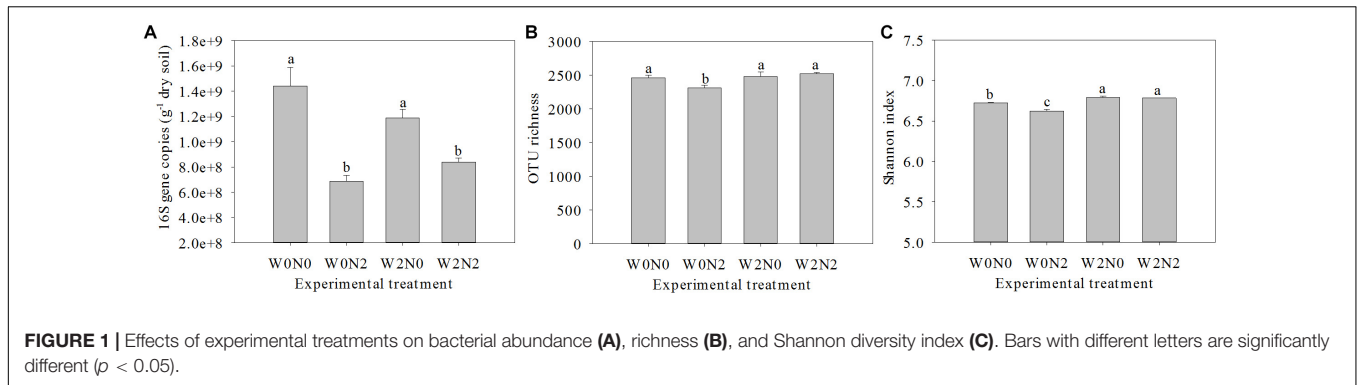 A
1.8e+9
1.6e+9
1.4e+9
1.2e+9
1.0e+9
8.0e+8
6.0e+8
4.0e+8
2.0e+8
16S gene copies (g⁻¹ dry soil)
a
b
a
b
W0N0 W0N2 W2N0 W2N2
Experimental treatment
B
3000
2500
2000
1500
1000
500
0
OTU richness
a
b
a
a
W0N0 W0N2 W2N0 W2N2
Experimental treatment
C
7.5
7.0
6.5
6.0
5.5
5.0
Shannon index
b
c
a
a
W0N0 W0N2 W2N0 W2N2
Experimental treatment
FIGURE 1 | Effects of experimental treatments on bacterial abundance (A), richness (B), and Shannon diversity index (C). Bars with different letters are significantly
different (p < 0.05).